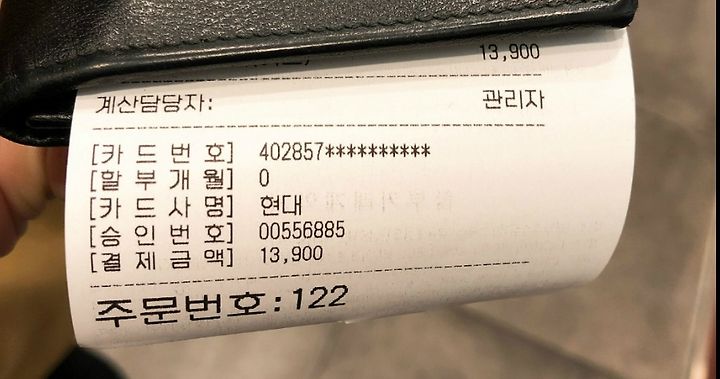 13,900
계산담당자: 관리자
[카 드 번 호] 402857**********
[할 부 개 월] 0
[카 드 사 명] 현대
[승 인 번 호] 00556885
[결 제 금 액] 13,900
주문번호:122